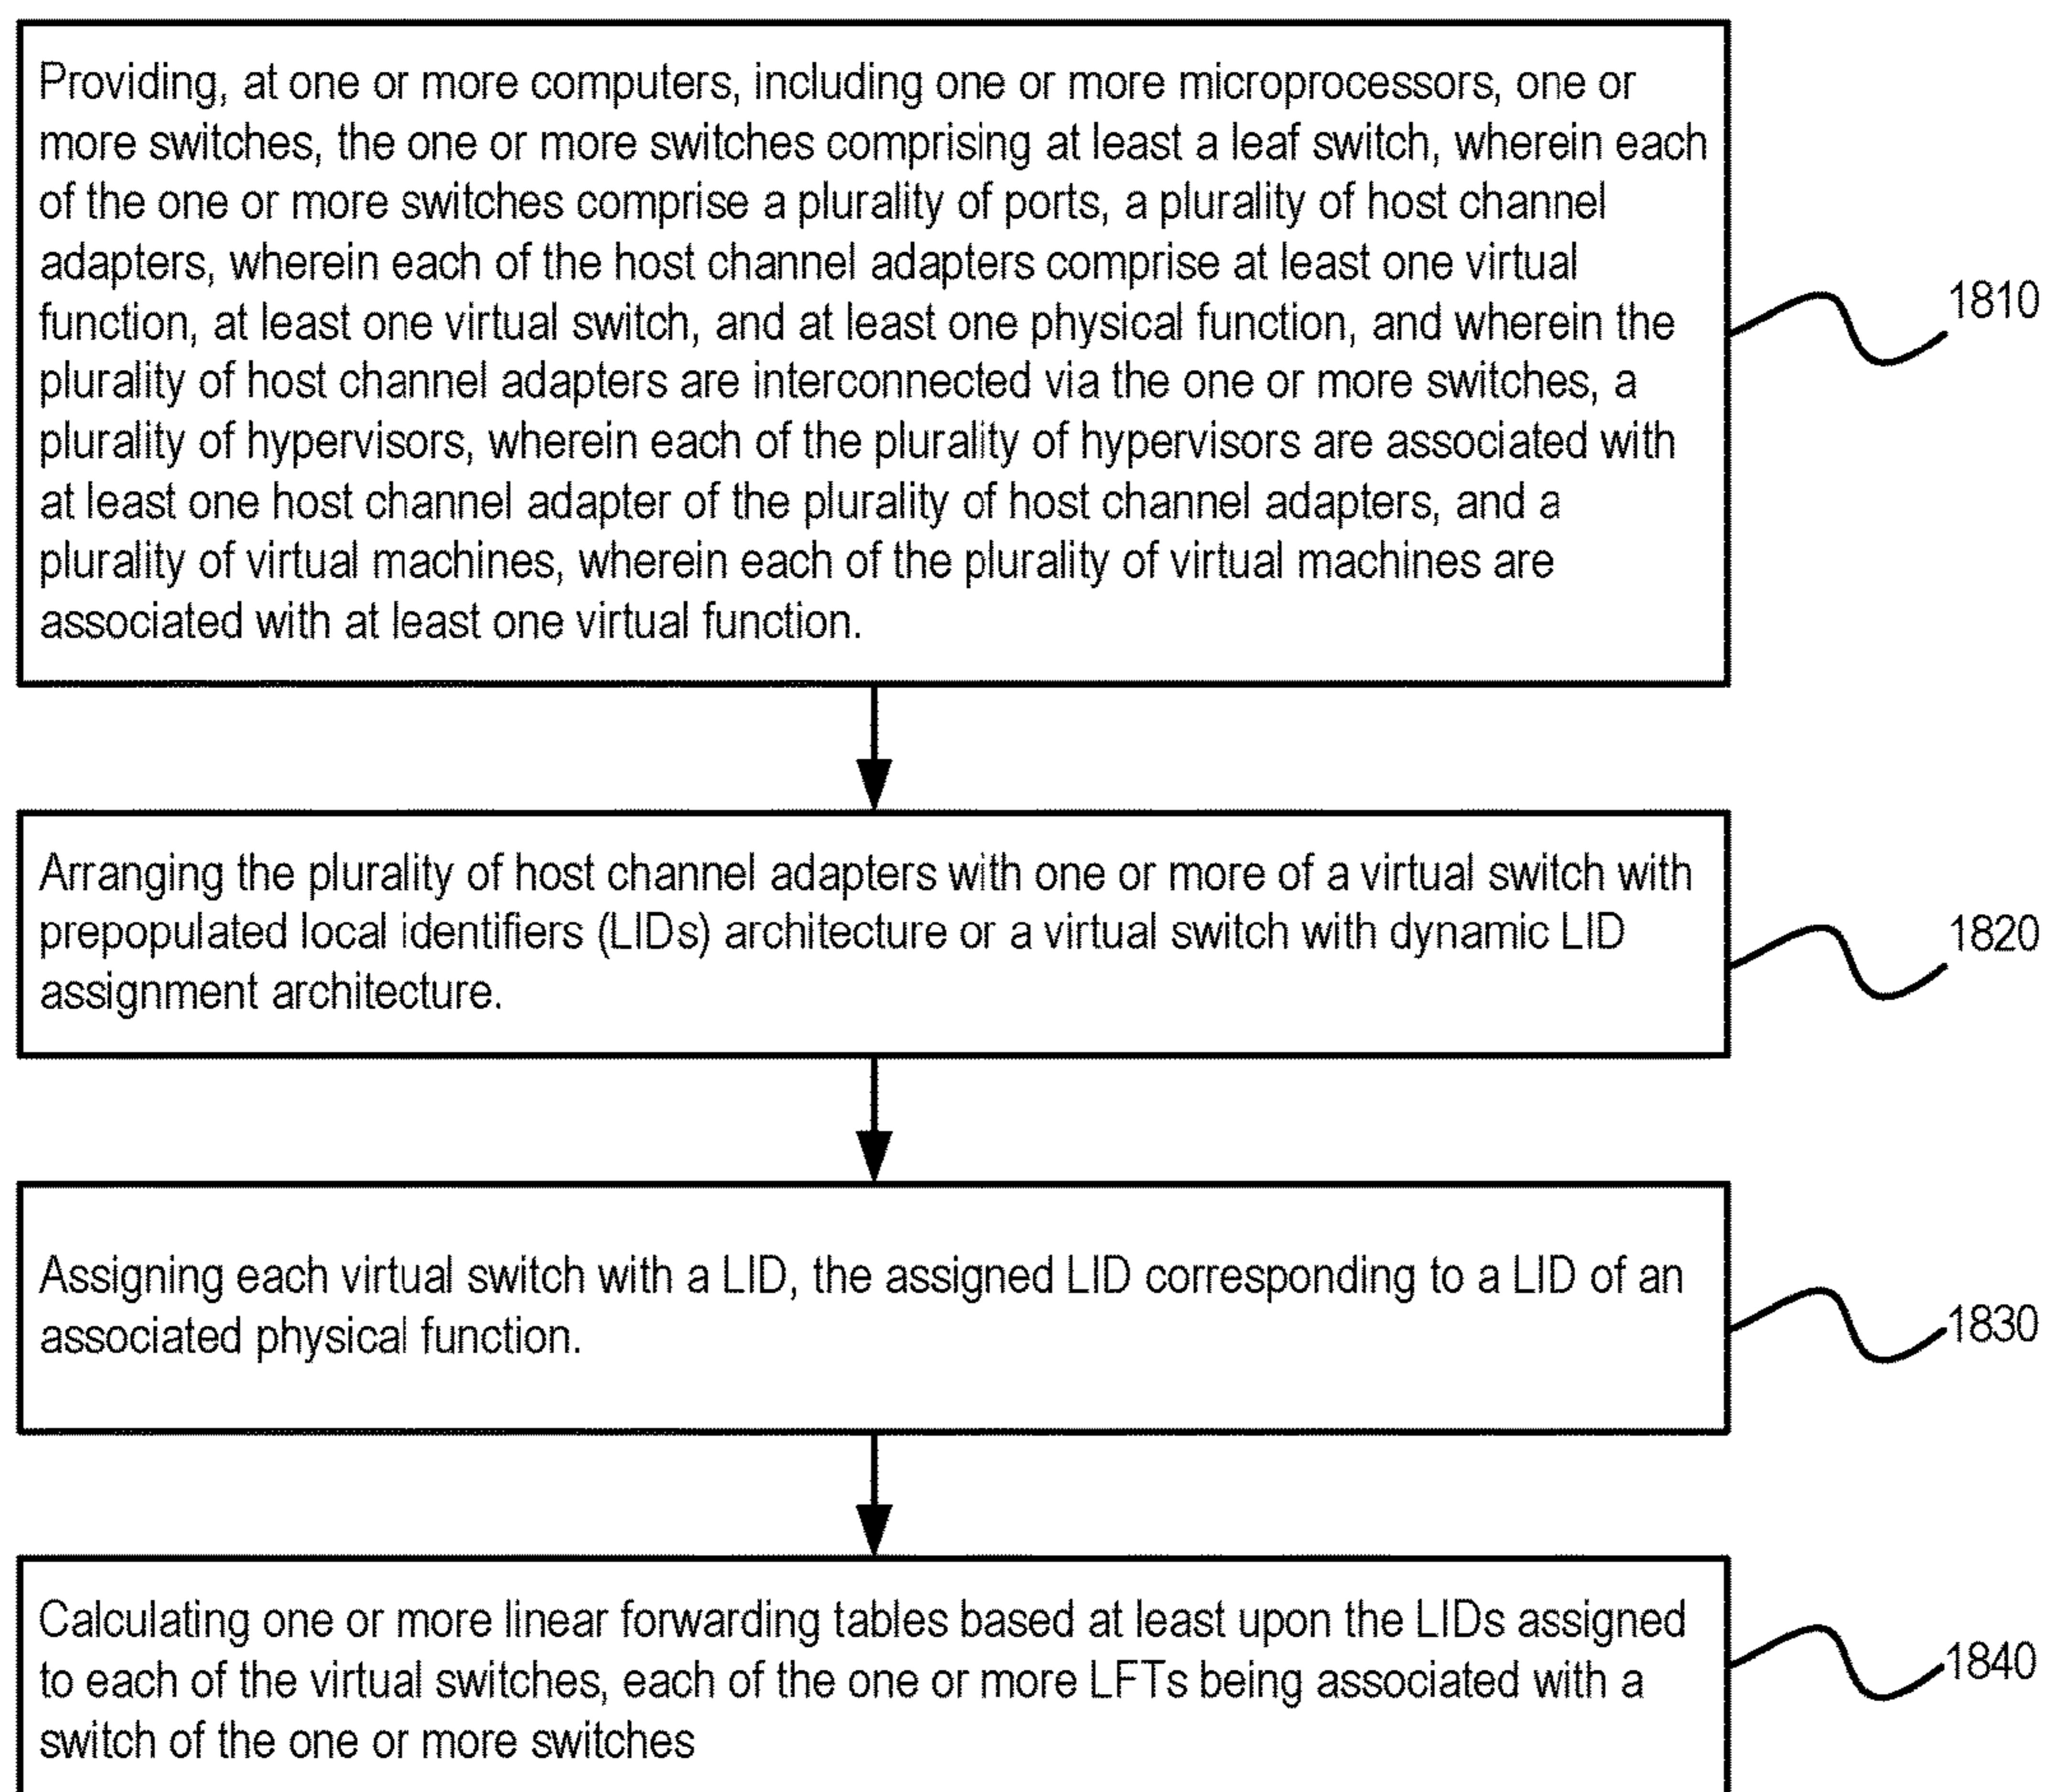 Providing, at one or more computers, including one or more microprocessors, one or
more switches, the one or more switches comprising at least a leaf switch, wherein each
of the one or more switches comprise a plurality of ports, a plurality of host channel
adapters, wherein each of the host channel adapters comprise at least one virtual
function, at least one virtual switch, and at least one physical function, and wherein the
plurality of host channel adapters are interconnected via the one or more switches, a
plurality of hypervisors, wherein each of the plurality of hypervisors are associated with
at least one host channel adapter of the plurality of host channel adapters, and a
plurality of virtual machines, wherein each of the plurality of virtual machines are
associated with at least one virtual function.
1810
Arranging the plurality of host channel adapters with one or more of a virtual switch with
prepopulated local identifiers (LIDs) architecture or a virtual switch with dynamic LID
assignment architecture.
1820
Assigning each virtual switch with a LID, the assigned LID corresponding to a LID of an
associated physical function.
1830
Calculating one or more linear forwarding tables based at least upon the LIDs assigned
to each of the virtual switches, each of the one or more LFTs being associated with a
switch of the one or more switches
1840